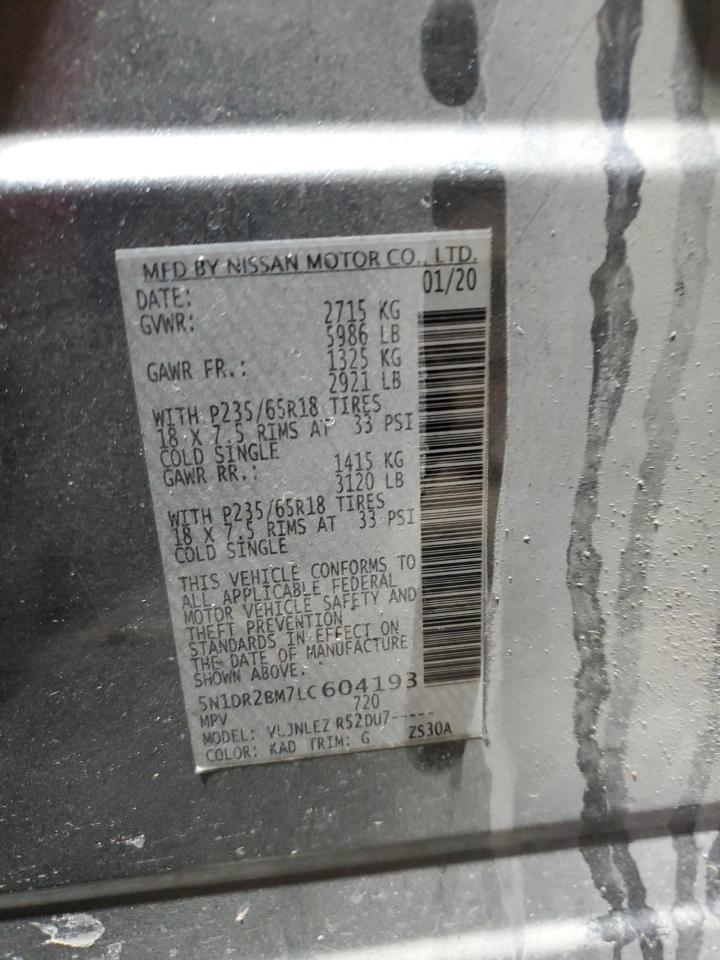 MFD BY NISSAN MOTOR CO., LTD.
DATE: 01/20
GVWR: 2715 KG
5986 LB
GAWR FR.: 1325 KG
2921 LB
WITH P235/65R18 TIRES
18 X 7.5 RIMS AT 33 PSI
COLD SINGLE
GAWR RR.: 1415 KG
3120 LB
WITH P235/65R18 TIRES
18 X 7.5 RIMS AT 33 PSI
COLD SINGLE
THIS VEHICLE CONFORMS TO
ALL APPLICABLE FEDERAL
MOTOR VEHICLE SAFETY AND
THEFT PREVENTION
STANDARDS IN EFFECT ON
THE DATE OF MANUFACTURE
SHOWN ABOVE.
5N1DR2BM7LC604193
MPV 720
MODEL: VLJNLEZ R52DU7-----
COLOR: KAD TRIM: G ZS30A